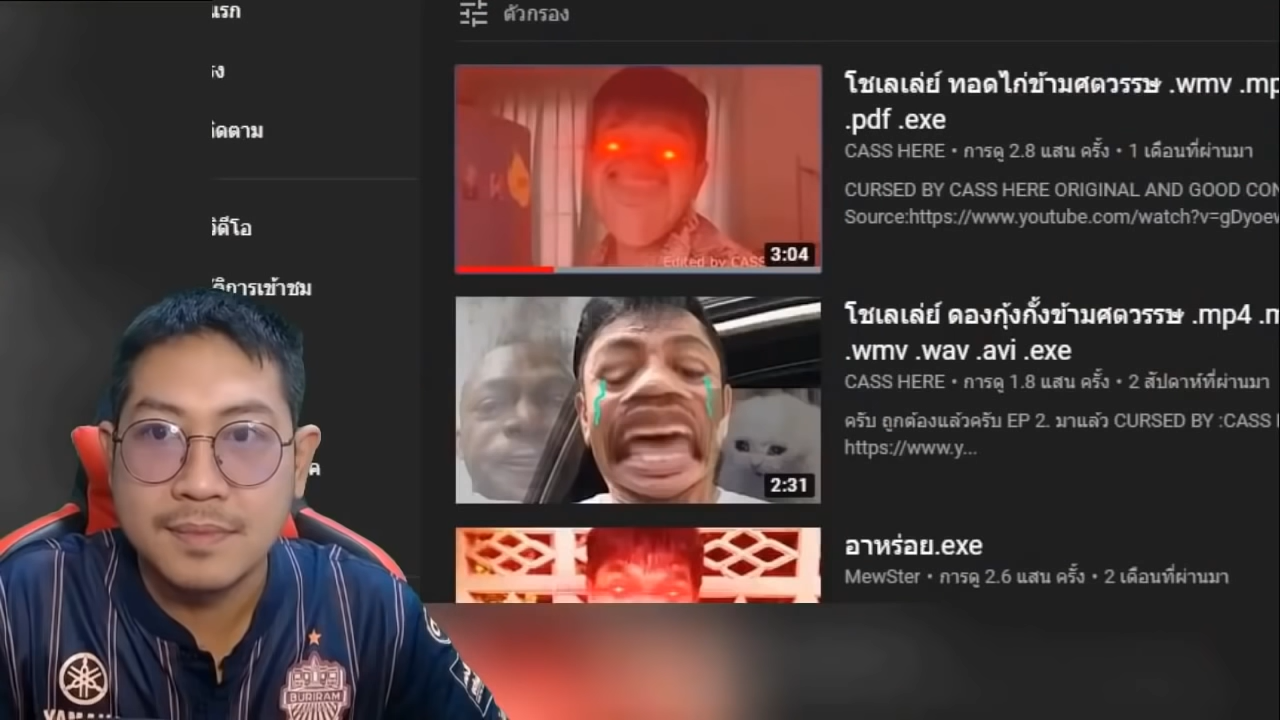 ตัวกรอง
โชเลเล่ย์ ทอดไก่ข้ามศตวรรษ .wmv .mp
.pdf .exe
CASS HERE • การดู 2.8 แสน ครั้ง • 1 เดือนที่ผ่านมา
CURSED BY CASS HERE ORIGINAL AND GOOD CON
Source:https://www.youtube.com/watch?v=gDyoev
Edited by CASS
3:04
โชเลเล่ย์ ดองกุ้งกั้งข้ามศตวรรษ .mp4 .m
.wmv .wav .avi .exe
CASS HERE • การดู 1.8 แสน ครั้ง • 2 สัปดาห์ที่ผ่านมา
ครับ ถูกต้องแล้วครับ EP 2. มาแล้ว CURSED BY :CASS
https://www.y...
2:31
อาหร่อย.exe
MewSter • การดู 2.6 แสน ครั้ง • 2 เดือนที่ผ่านมา
YAMAHA
BURIRAM